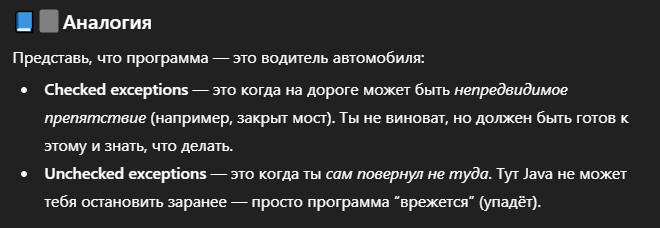 Аналогия
Представь, что программа — это водитель автомобиля:
• Checked exceptions — это когда на дороге может быть непредвидимое
препятствие (например, закрыт мост). Ты не виноват, но должен быть готов к
этому и знать, что делать.
• Unchecked exceptions — это когда ты сам повернул не туда. Тут Java не может
тебя остановить заранее — просто программа “врежется” (упадёт).